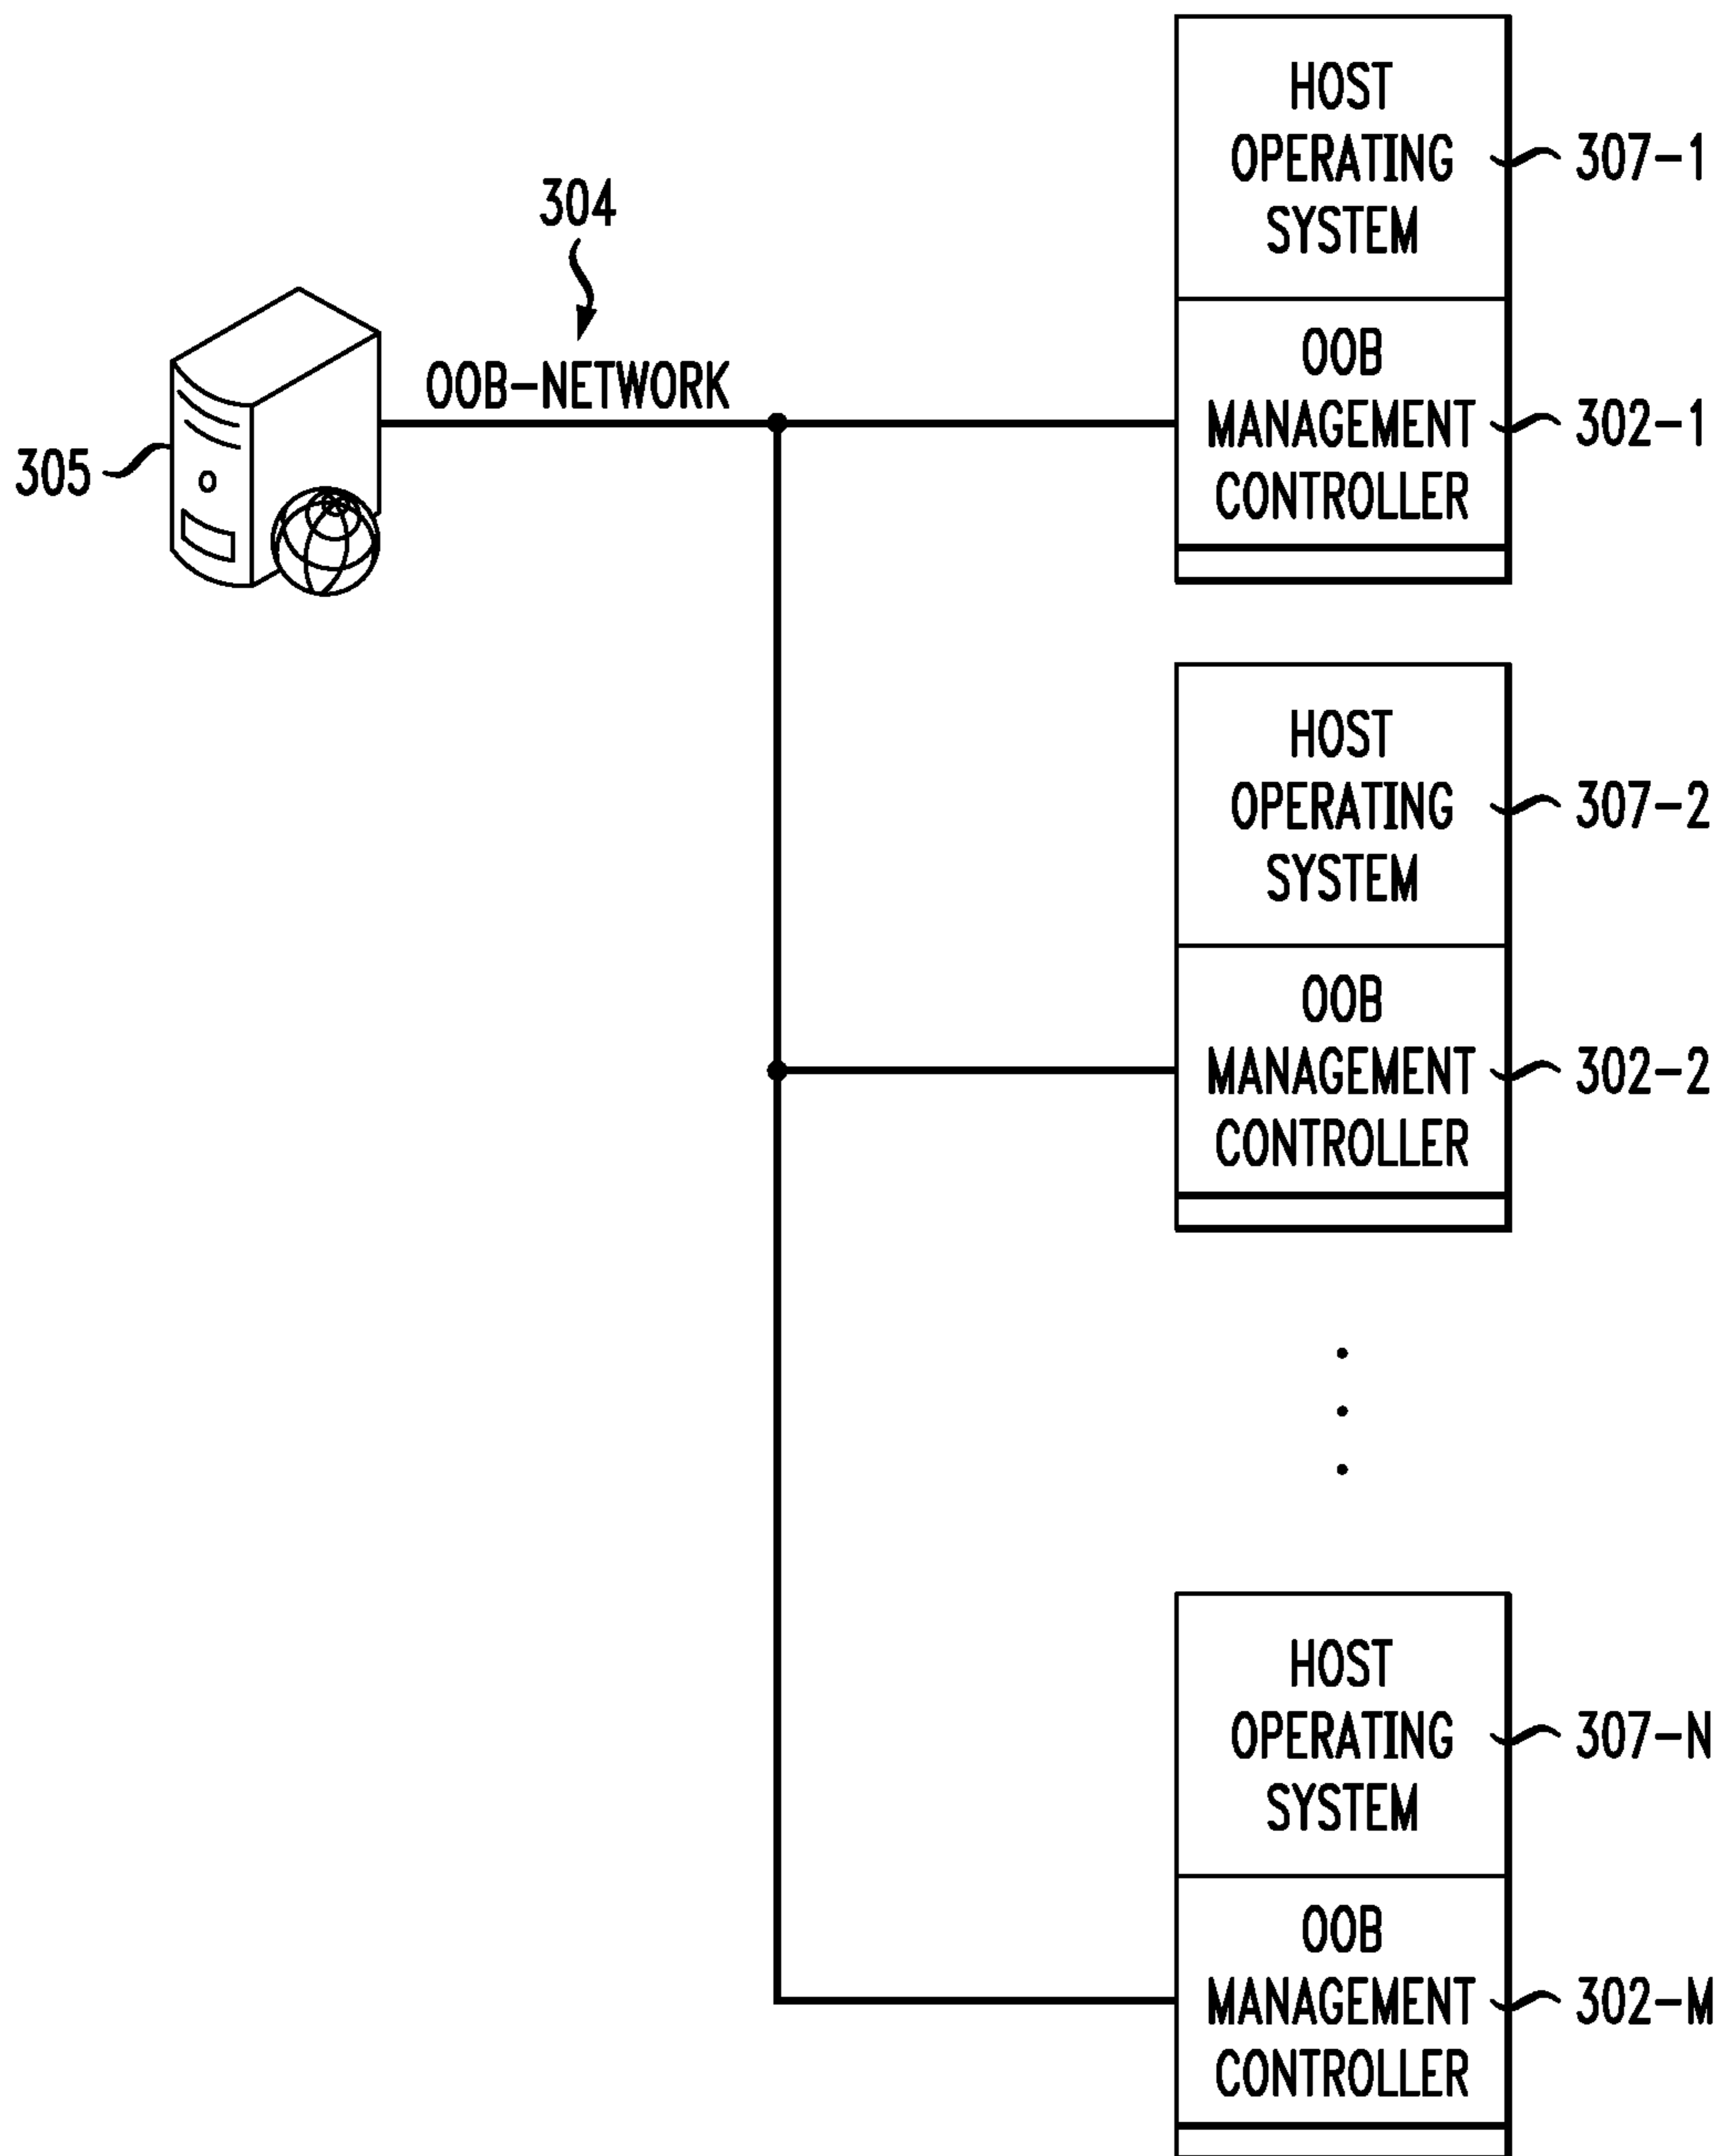 HOST
OPERATING
SYSTEM
307-1
304
OOB-NETWORK
OOB
MANAGEMENT
CONTROLLER
302-1
305
HOST
OPERATING
SYSTEM
307-2
OOB
MANAGEMENT
CONTROLLER
302-2
HOST
OPERATING
SYSTEM
307-N
OOB
MANAGEMENT
CONTROLLER
302-M